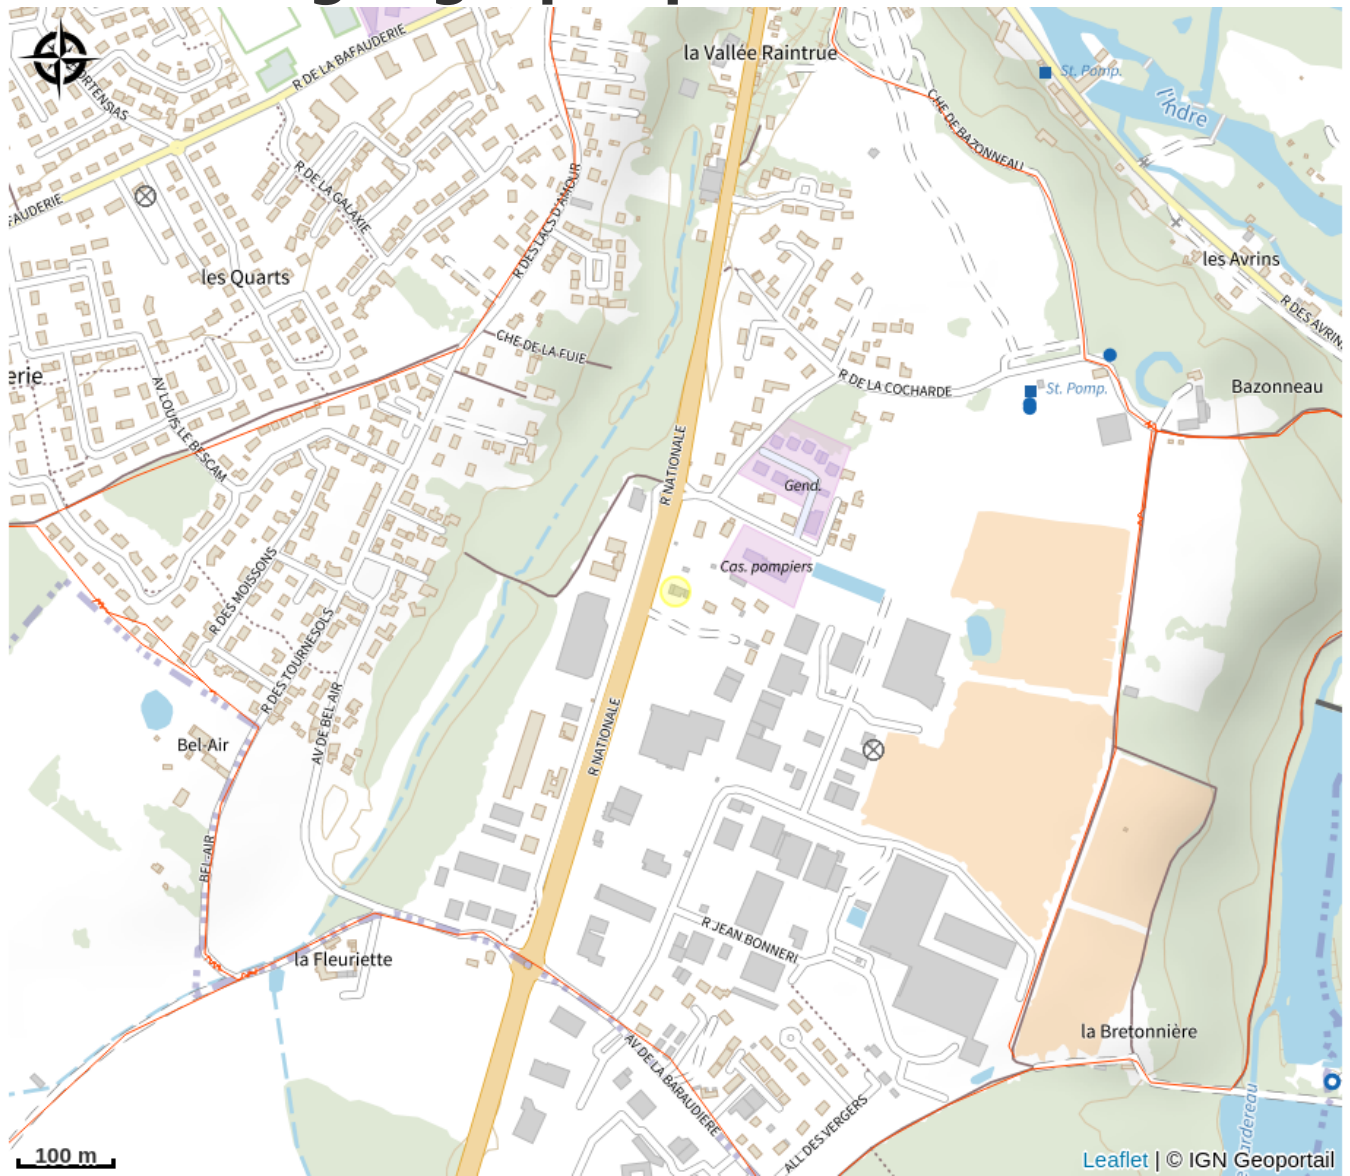 la Vallée Raintrue
St. Pomp.
l'Indre
R DE LA BAFAUDERIE
CHE DE BAZONNEAU
R DE LA GALAXIE
R DES LACS D'AMOUR
les Quarts
les Avrins
R DES AVRIN
CHE DE LA FUIE
erie
R DE LA COCHARDE
St. Pomp.
Bazonneau
AV LOUIS LE BESCAM
R NATIONALE
Gend.
Cas. pompiers
R DES MOISSONS
R DES TOURNESOLS
AV DE BEL AIR
Bel-Air
R NATIONALE
BEL-AIR
R JEAN BONNERI
la Fleuriette
la Bretonnière
AV DE LA BARAUDIERE
ALL DES VERGERS
ardereau
100 m
Leaflet | © IGN Geoportail